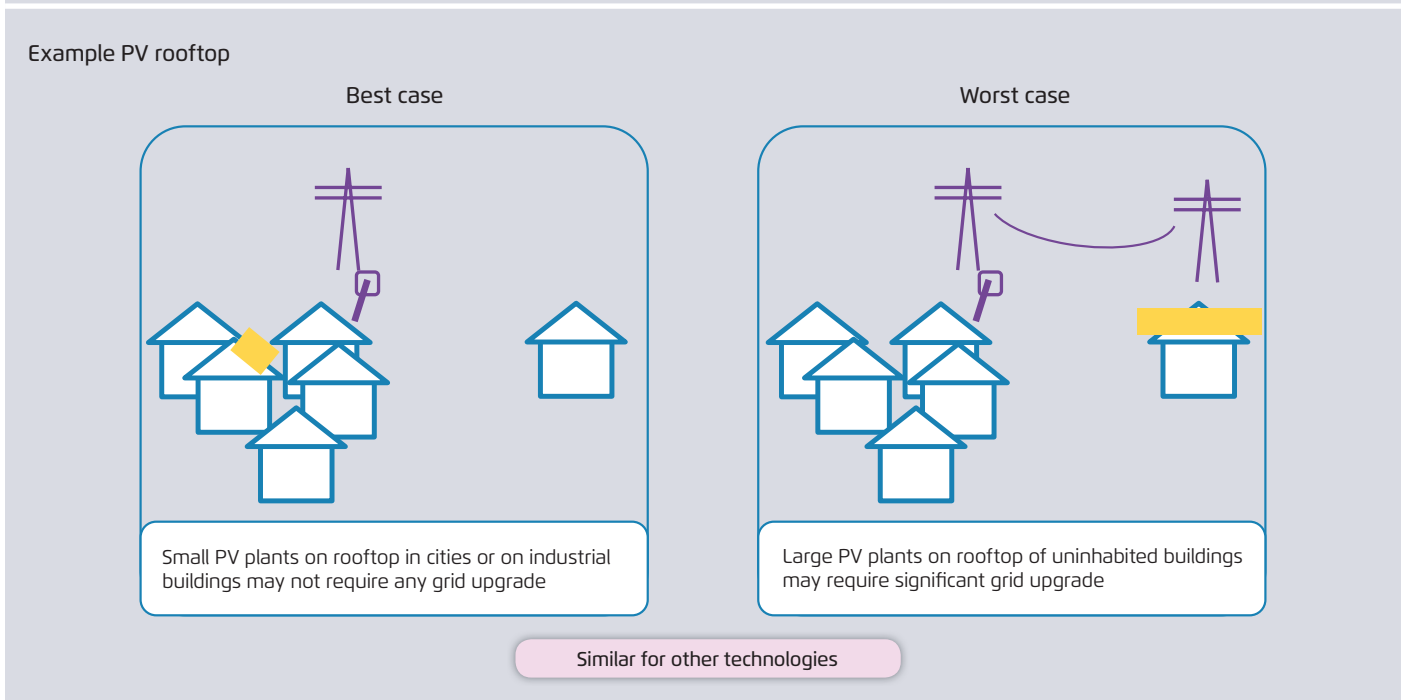 Example PV rooftop
Best case
Worst case
Small PV plants on rooftop in cities or on industrial
buildings may not require any grid upgrade
Large PV plants on rooftop of uninhabited buildings
may require significant grid upgrade
Similar for other technologies